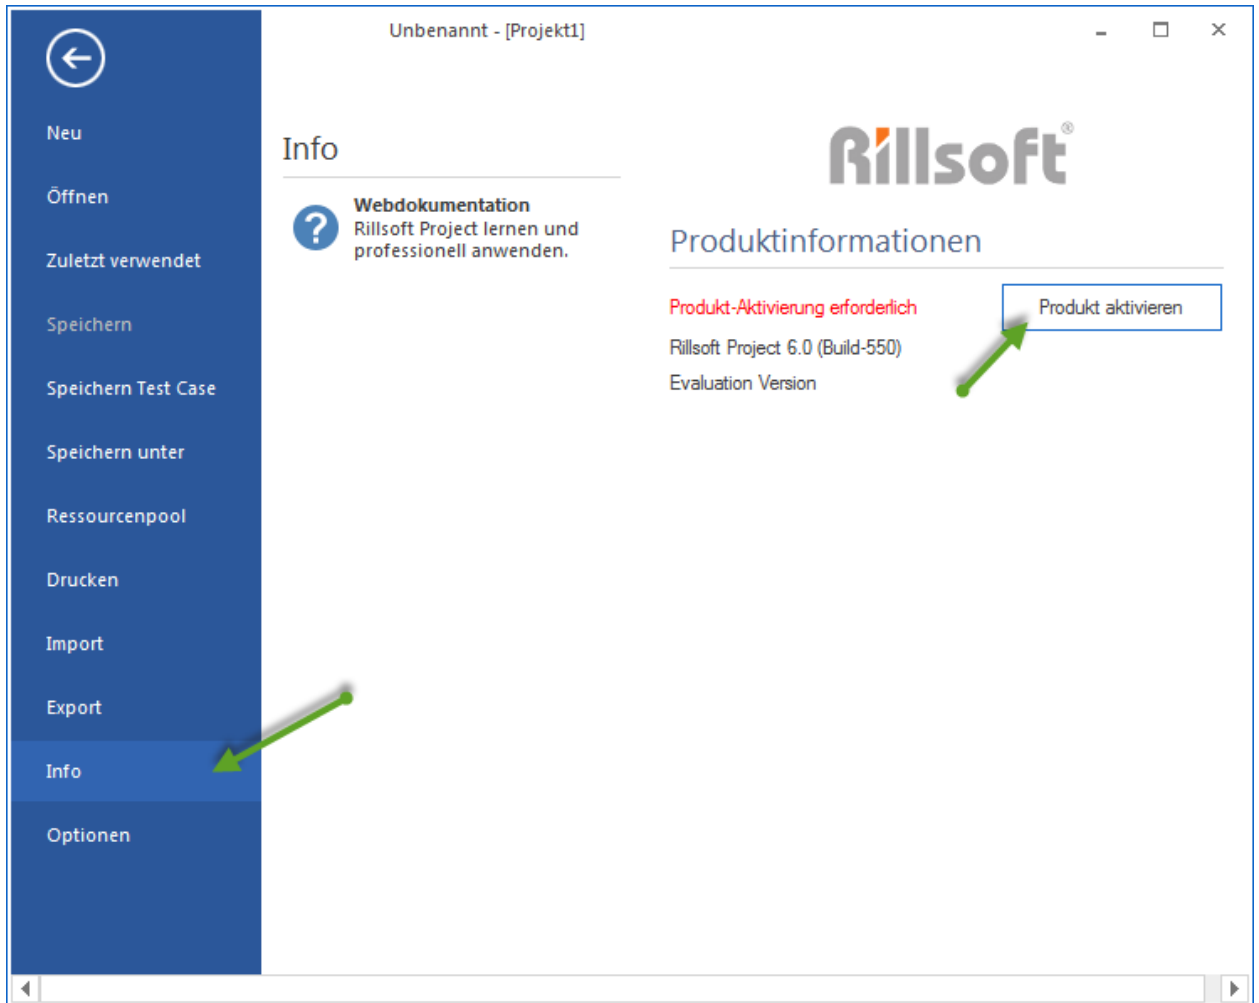 Unbenannt - [Projekt1]
Neu
Öffnen
Zuletzt verwendet
Speichern
Speichern Test Case
Speichern unter
Ressourcenpool
Drucken
Import
Export
Info
Optionen
Info
Webdokumentation
Rillsoft Project lernen und
professionell anwenden.
Rillsoft®
Produktinformationen
Produkt-Aktivierung erforderlich
Produkt aktivieren
Rillsoft Project 6.0 (Build-550)
Evaluation Version